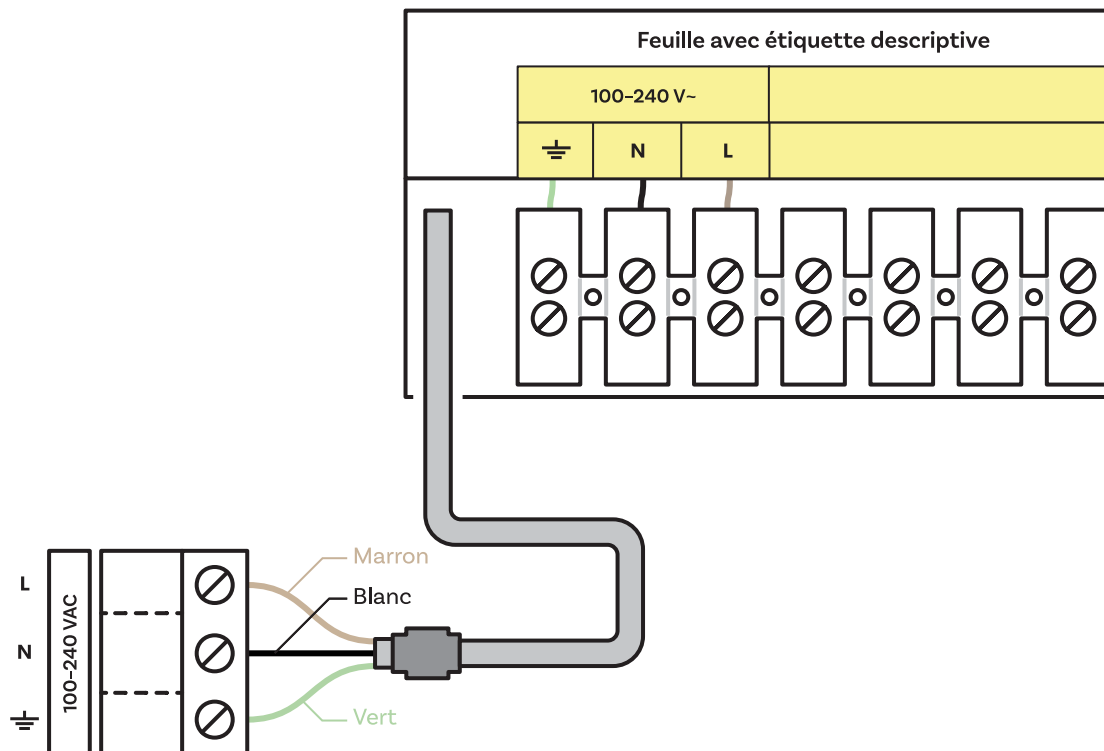 Feuille avec étiquette descriptive
100–240 V~
N
L
Marron
L
Blanc
100–240 VAC
N
Vert